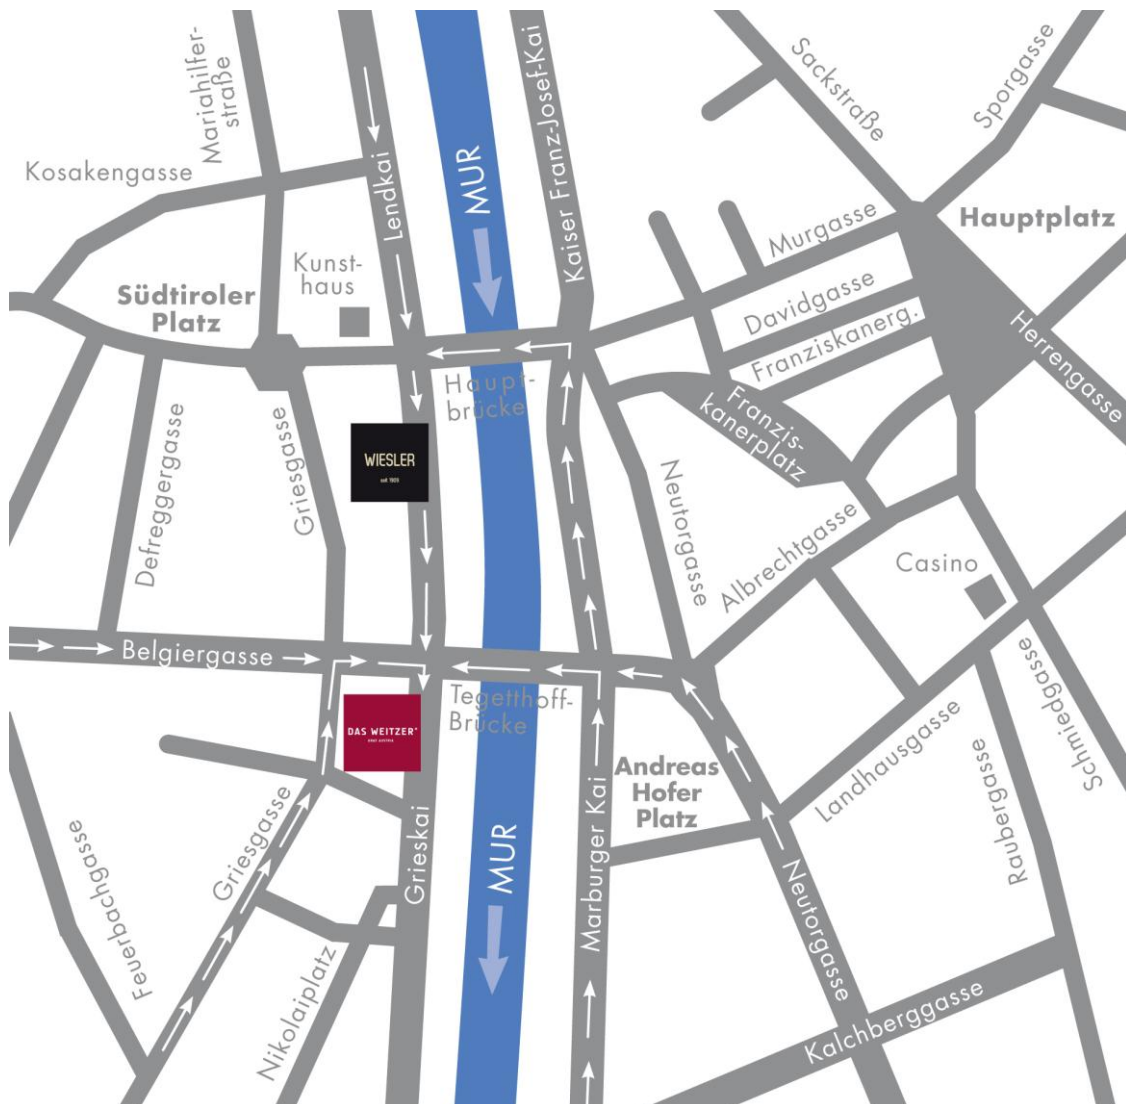 Mariahilfer-
straße
Kosakengasse
Lendkai
MUR
Kaiser Franz-Josef-Kai
Sackstraße
Sporgasse
Hauptplatz
Murgasse
Südtiroler
Platz
Kunst-
haus
Davidgasse
Franziskanerg.
Herrengasse
Haupt-
brücke
Franzis-
kanerplatz
Defreggergasse
Griesgasse
WIESLER
Neutorgasse
Albrechtgasse
Casino
Belgiergasse
Tegetthoff-
Brücke
DAS WEITZER
Andreas
Hofer
Platz
Landhausgasse
Schmiedgasse
Raubergasse
Feuerbachgasse
Griesgasse
Grieskai
MUR
Marburger Kai
Neutorgasse
Nikolaiplatz
Kalchberggasse